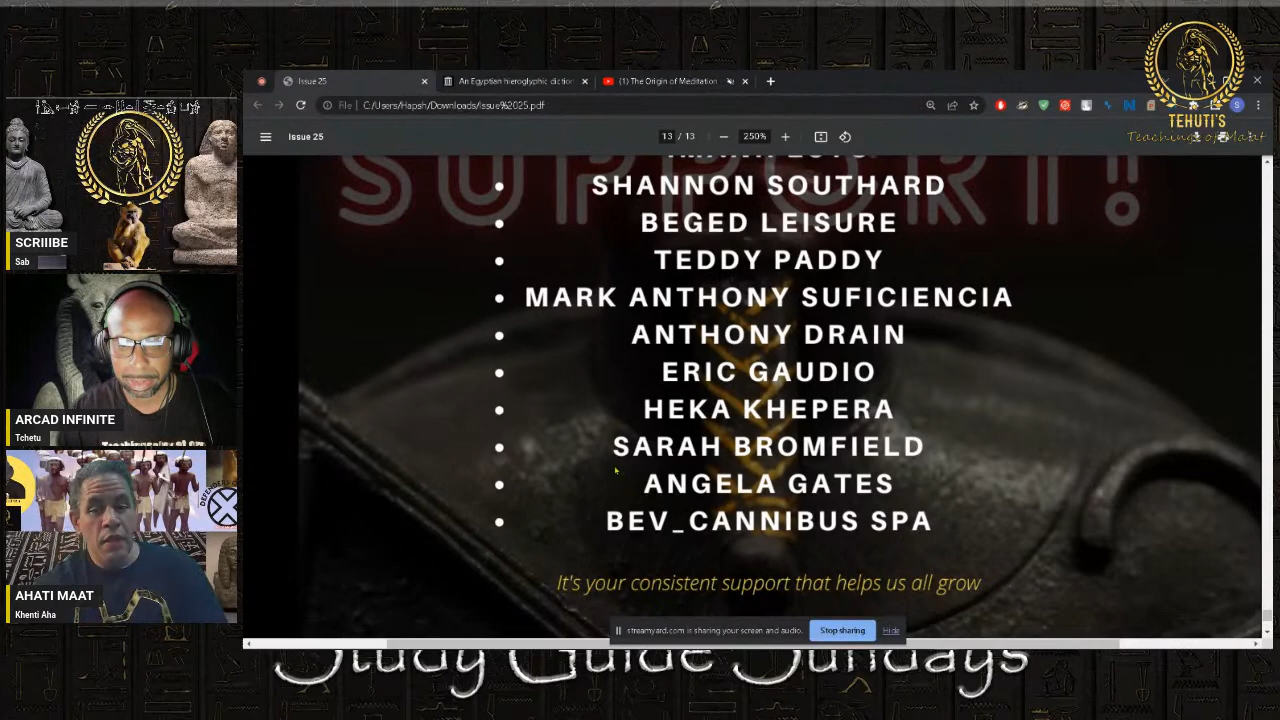 Issue 25
An Egyptian hieroglyphic diction
(1) The Origin of Meditation
File | C:/Users/Hapsh/Downloads/Issue%2025.pdf
TEHUTI'S
Teachings of Maat
Issue 25
13 / 13
250%
SUPPORT!
SHANNON SOUTHARD
BEGED LEISURE
TEDDY PADDY
MARK ANTHONY SUFICIENCIA
ANTHONY DRAIN
ERIC GAUDIO
HEKA KHEPERA
SARAH BROMFIELD
ANGELA GATES
BEV_CANNIBUS SPA
It's your consistent support that helps us all grow
streamyard.com is sharing your screen and audio.
Stop sharing
Hide
SCRIIIBE
Sab
ARCAD INFINITE
Tchetu
AHATI MAAT
Khenti Aha
Study Guide Sundays